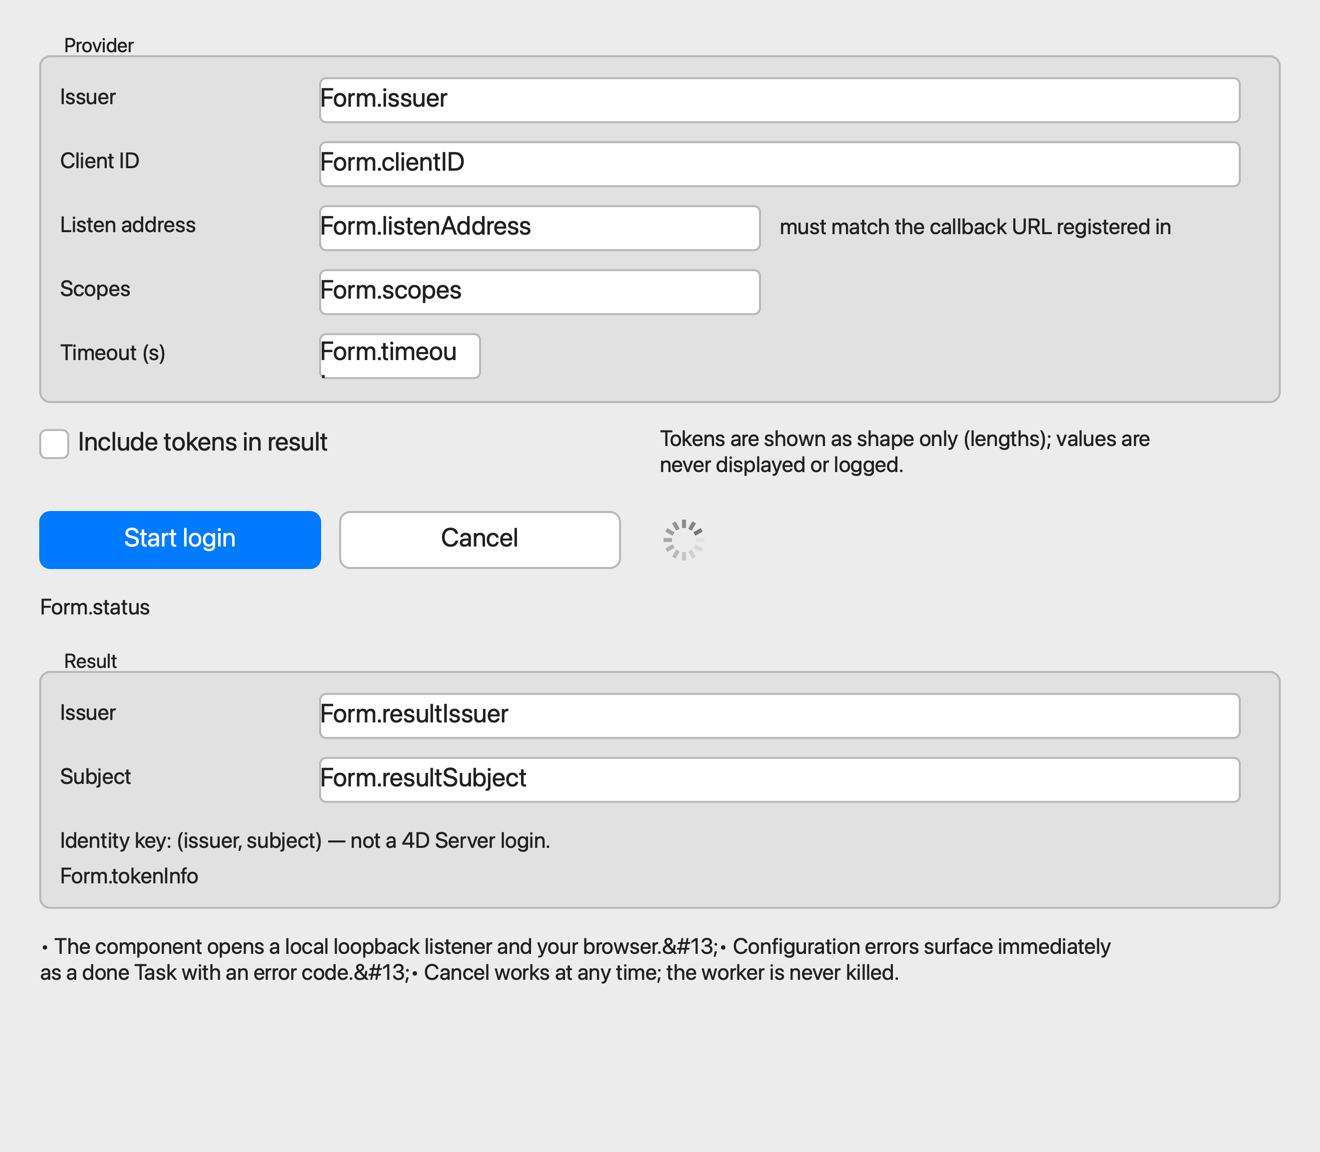 Provider
Issuer Form.issuer
Client ID Form.clientID
Listen address Form.listenAddress must match the callback URL registered in
Scopes Form.scopes
Timeout (s) Form.timeou
Include tokens in result
Tokens are shown as shape only (lengths); values are
never displayed or logged.
Start login Cancel
Form.status
Result
Issuer Form.resultIssuer
Subject Form.resultSubject
Identity key: (issuer, subject) — not a 4D Server login.
Form.tokenInfo
• The component opens a local loopback listener and your browser.&#13;• Configuration errors surface immediately
as a done Task with an error code.&#13;• Cancel works at any time; the worker is never killed.